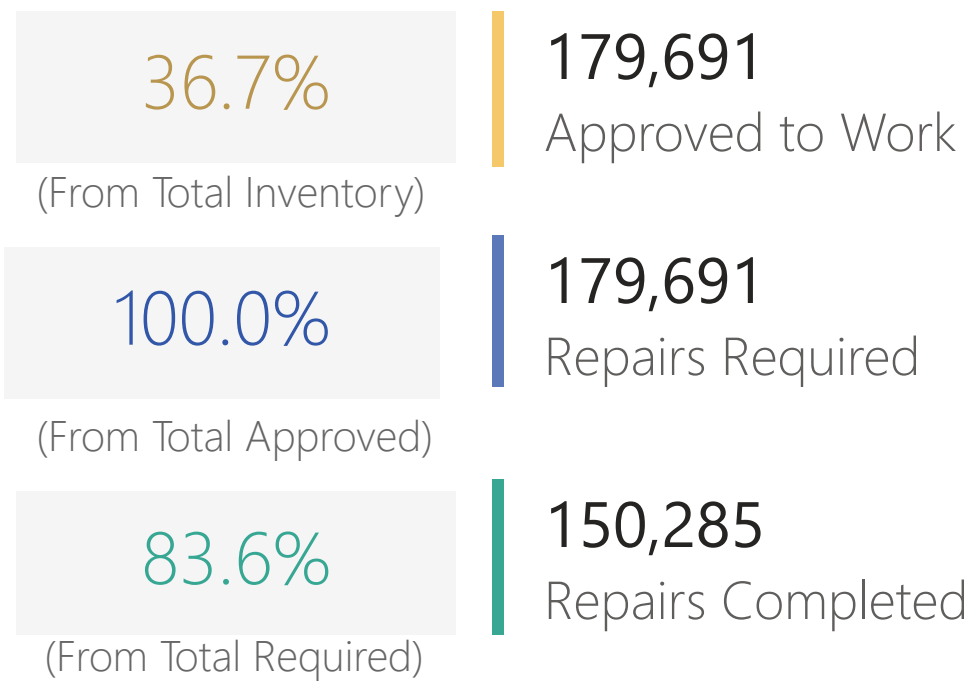 36.7%
179,691
Approved to Work
(From Total Inventory)
100.0%
179,691
Repairs Required
(From Total Approved)
83.6%
150,285
Repairs Completed
(From Total Required)